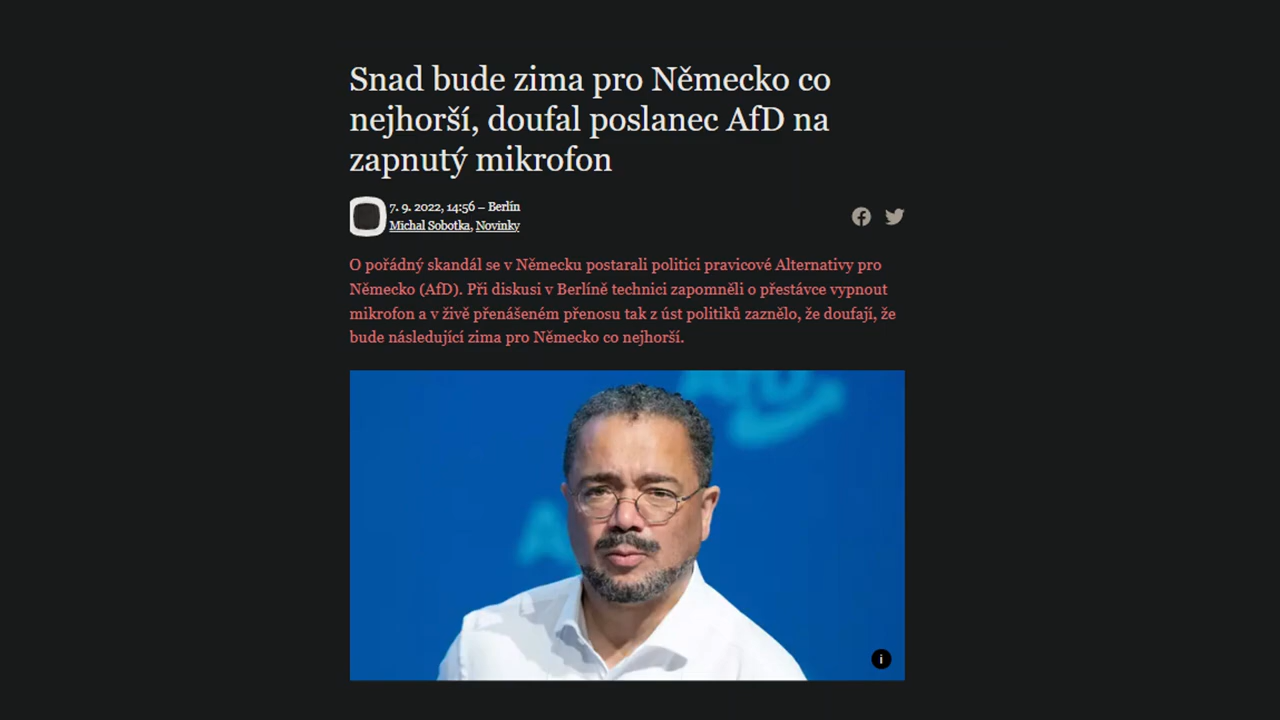 Snad bude zima pro Německo co
nejhorší, doufal poslanec AfD na
zapnutý mikrofon
7. 9. 2022, 14:56 – Berlín
Michal Sobotka, Novinky
O pořádný skandál se v Německu postarali politici pravicové Alternativy pro
Německo (AfD). Při diskusi v Berlíně technici zapomněli o přestávce vypnout
mikrofon a v živě přenášeném přenosu tak z úst politiků zaznělo, že doufají, že
bude následující zima pro Německo co nejhorší.
AfD
A
i